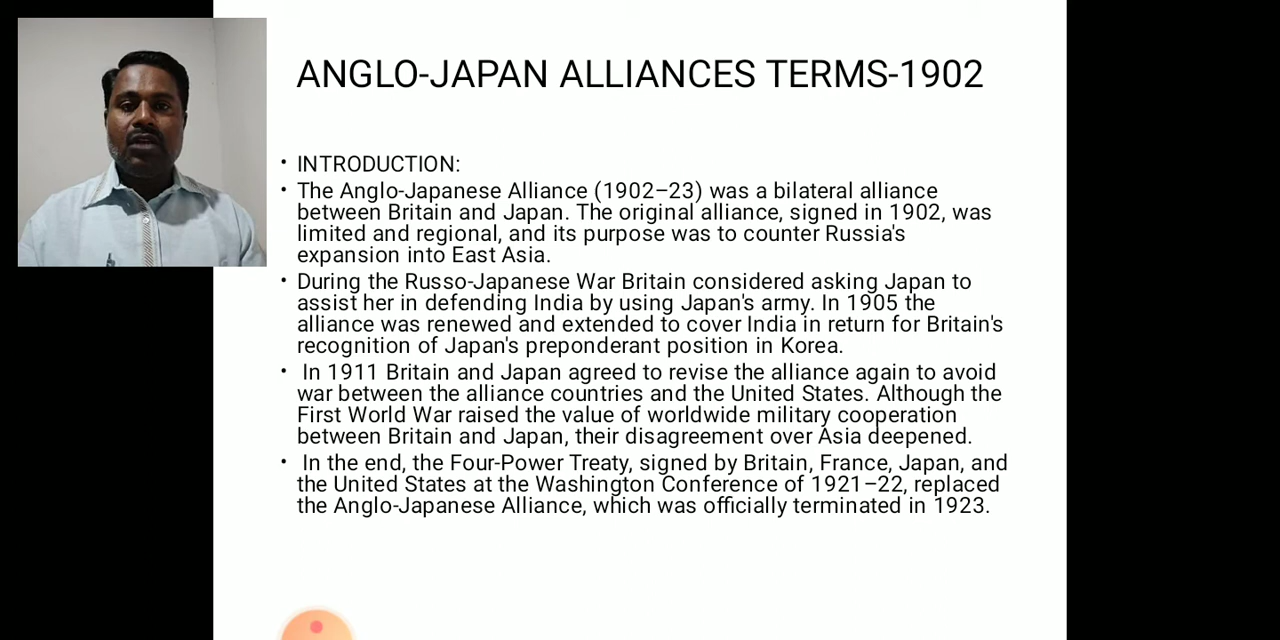 ANGLO-JAPAN ALLIANCES TERMS-1902
• INTRODUCTION:
• The Anglo-Japanese Alliance (1902–23) was a bilateral alliance
between Britain and Japan. The original alliance, signed in 1902, was
limited and regional, and its purpose was to counter Russia's
expansion into East Asia.
• During the Russo-Japanese War Britain considered asking Japan to
assist her in defending India by using Japan's army. In 1905 the
alliance was renewed and extended to cover India in return for Britain's
recognition of Japan's preponderant position in Korea.
• In 1911 Britain and Japan agreed to revise the alliance again to avoid
war between the alliance countries and the United States. Although the
First World War raised the value of worldwide military cooperation
between Britain and Japan, their disagreement over Asia deepened.
• In the end, the Four-Power Treaty, signed by Britain, France, Japan, and
the United States at the Washington Conference of 1921–22, replaced
the Anglo-Japanese Alliance, which was officially terminated in 1923.